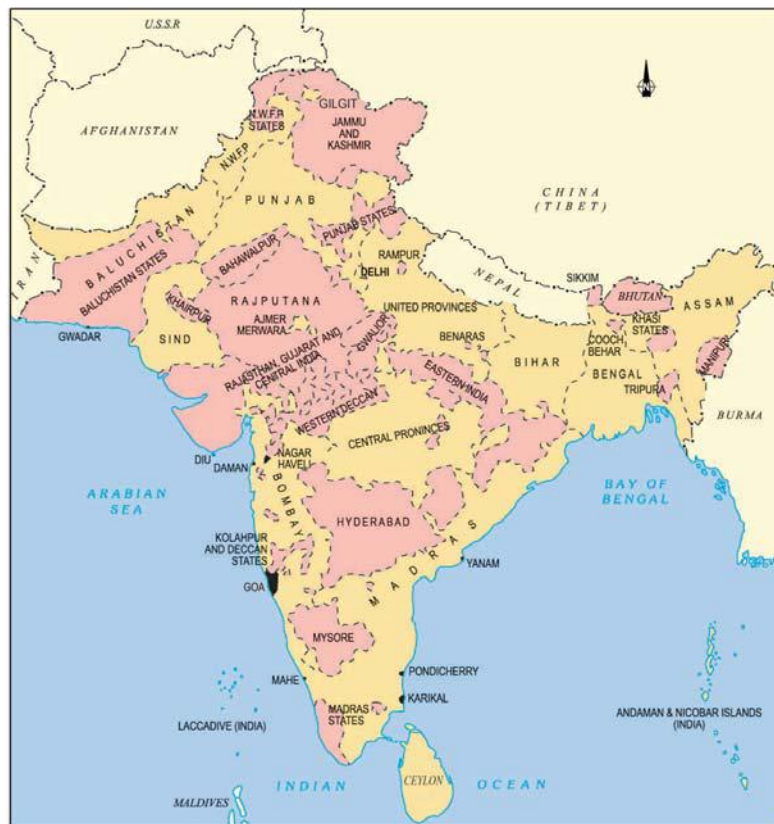 U.S.S.R
AFGHANISTAN
GILGIT
N.W.F.P.
STATES
JAMMU
AND
KASHMIR
N.W.F.P
CHINA
(TIBET)
PUNJAB
PUNJAB STATES
BALUCHISTAN
BALUCHISTAN STATES
IRAN
BAHAWALPUR
RAMPUR
DELHI
NEPAL
SIKKIM
BHUTAN
ASSAM
KHAIRPUR
RAJPUTANA
AJMER
MERWARA
UNITED PROVINCES
GWADAR
SIND
GWALIOR
BENARAS
BIHAR
COOCH
BEHAR
KHASI
STATES
MANIPUR
RAJASTHAN, GUJARAT AND
CENTRAL INDIA
EASTERN INDIA
BENGAL
TRIPURA
WESTERN DECCAN
CENTRAL PRONINCES
BURMA
DIU
DAMAN
NAGAR
HAVELI
ARABIAN
SEA
BOMBAY
BAY OF
BENGAL
HYDERABAD
KOLAHPUR
AND DECCAN
STATES
MADRAS
YANAM
GOA
MYSORE
MAHE
PONDICHERRY
KARIKAL
LACCADIVE (INDIA)
MADRAS
STATES
ANDAMAN & NICOBAR ISLANDS
(INDIA)
CEYLON
INDIAN OCEAN
MALDIVES
N